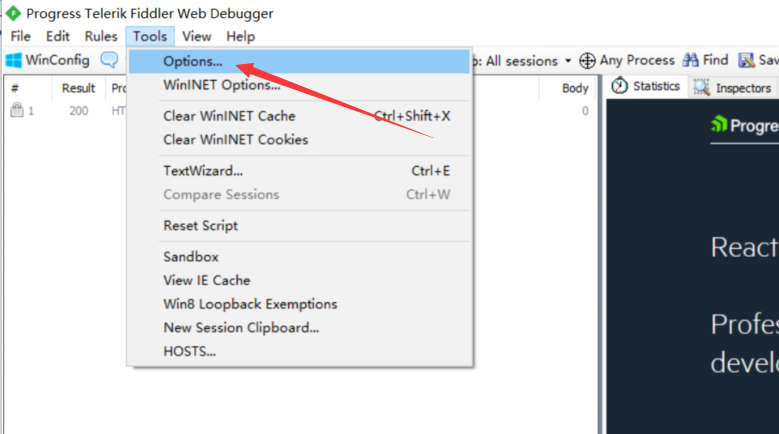 Progress Telerik Fiddler Web Debugger
File Edit Rules Tools View Help
WinConfig : All sessions Any Process Find Sav
# Result Pro Body Statistics Inspectors
1 200 HT 0
Options...
WinINET Options...
Clear WinINET Cache Ctrl+Shift+X
Clear WinINET Cookies
TextWizard... Ctrl+E
Compare Sessions Ctrl+W
Reset Script
Sandbox
View IE Cache
Win8 Loopback Exemptions
New Session Clipboard...
HOSTS...
Progre
React
Profes
develo